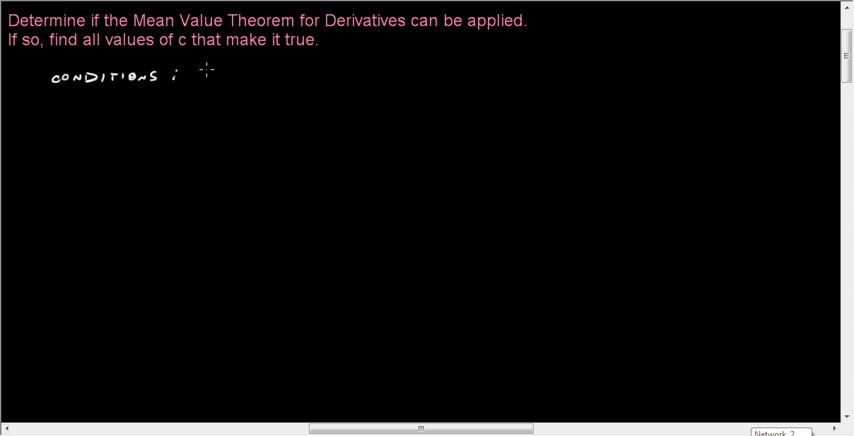 Determine if the Mean Value Theorem for Derivatives can be applied.
If so, find all values of c that make it true.
CONDITIONS :
Network 2